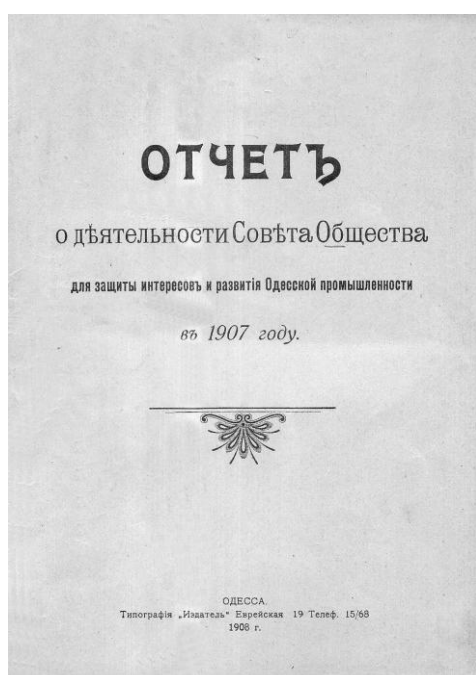 ОТЧЕТЪ
о дѣятельности Совѣта Общества
для защиты интересовъ и развитія Одесской промышленности
въ 1907 году.
ОДЕССА.
Типографія „Издатель" Еврейская 19 Телеф. 15/68
1908 г.